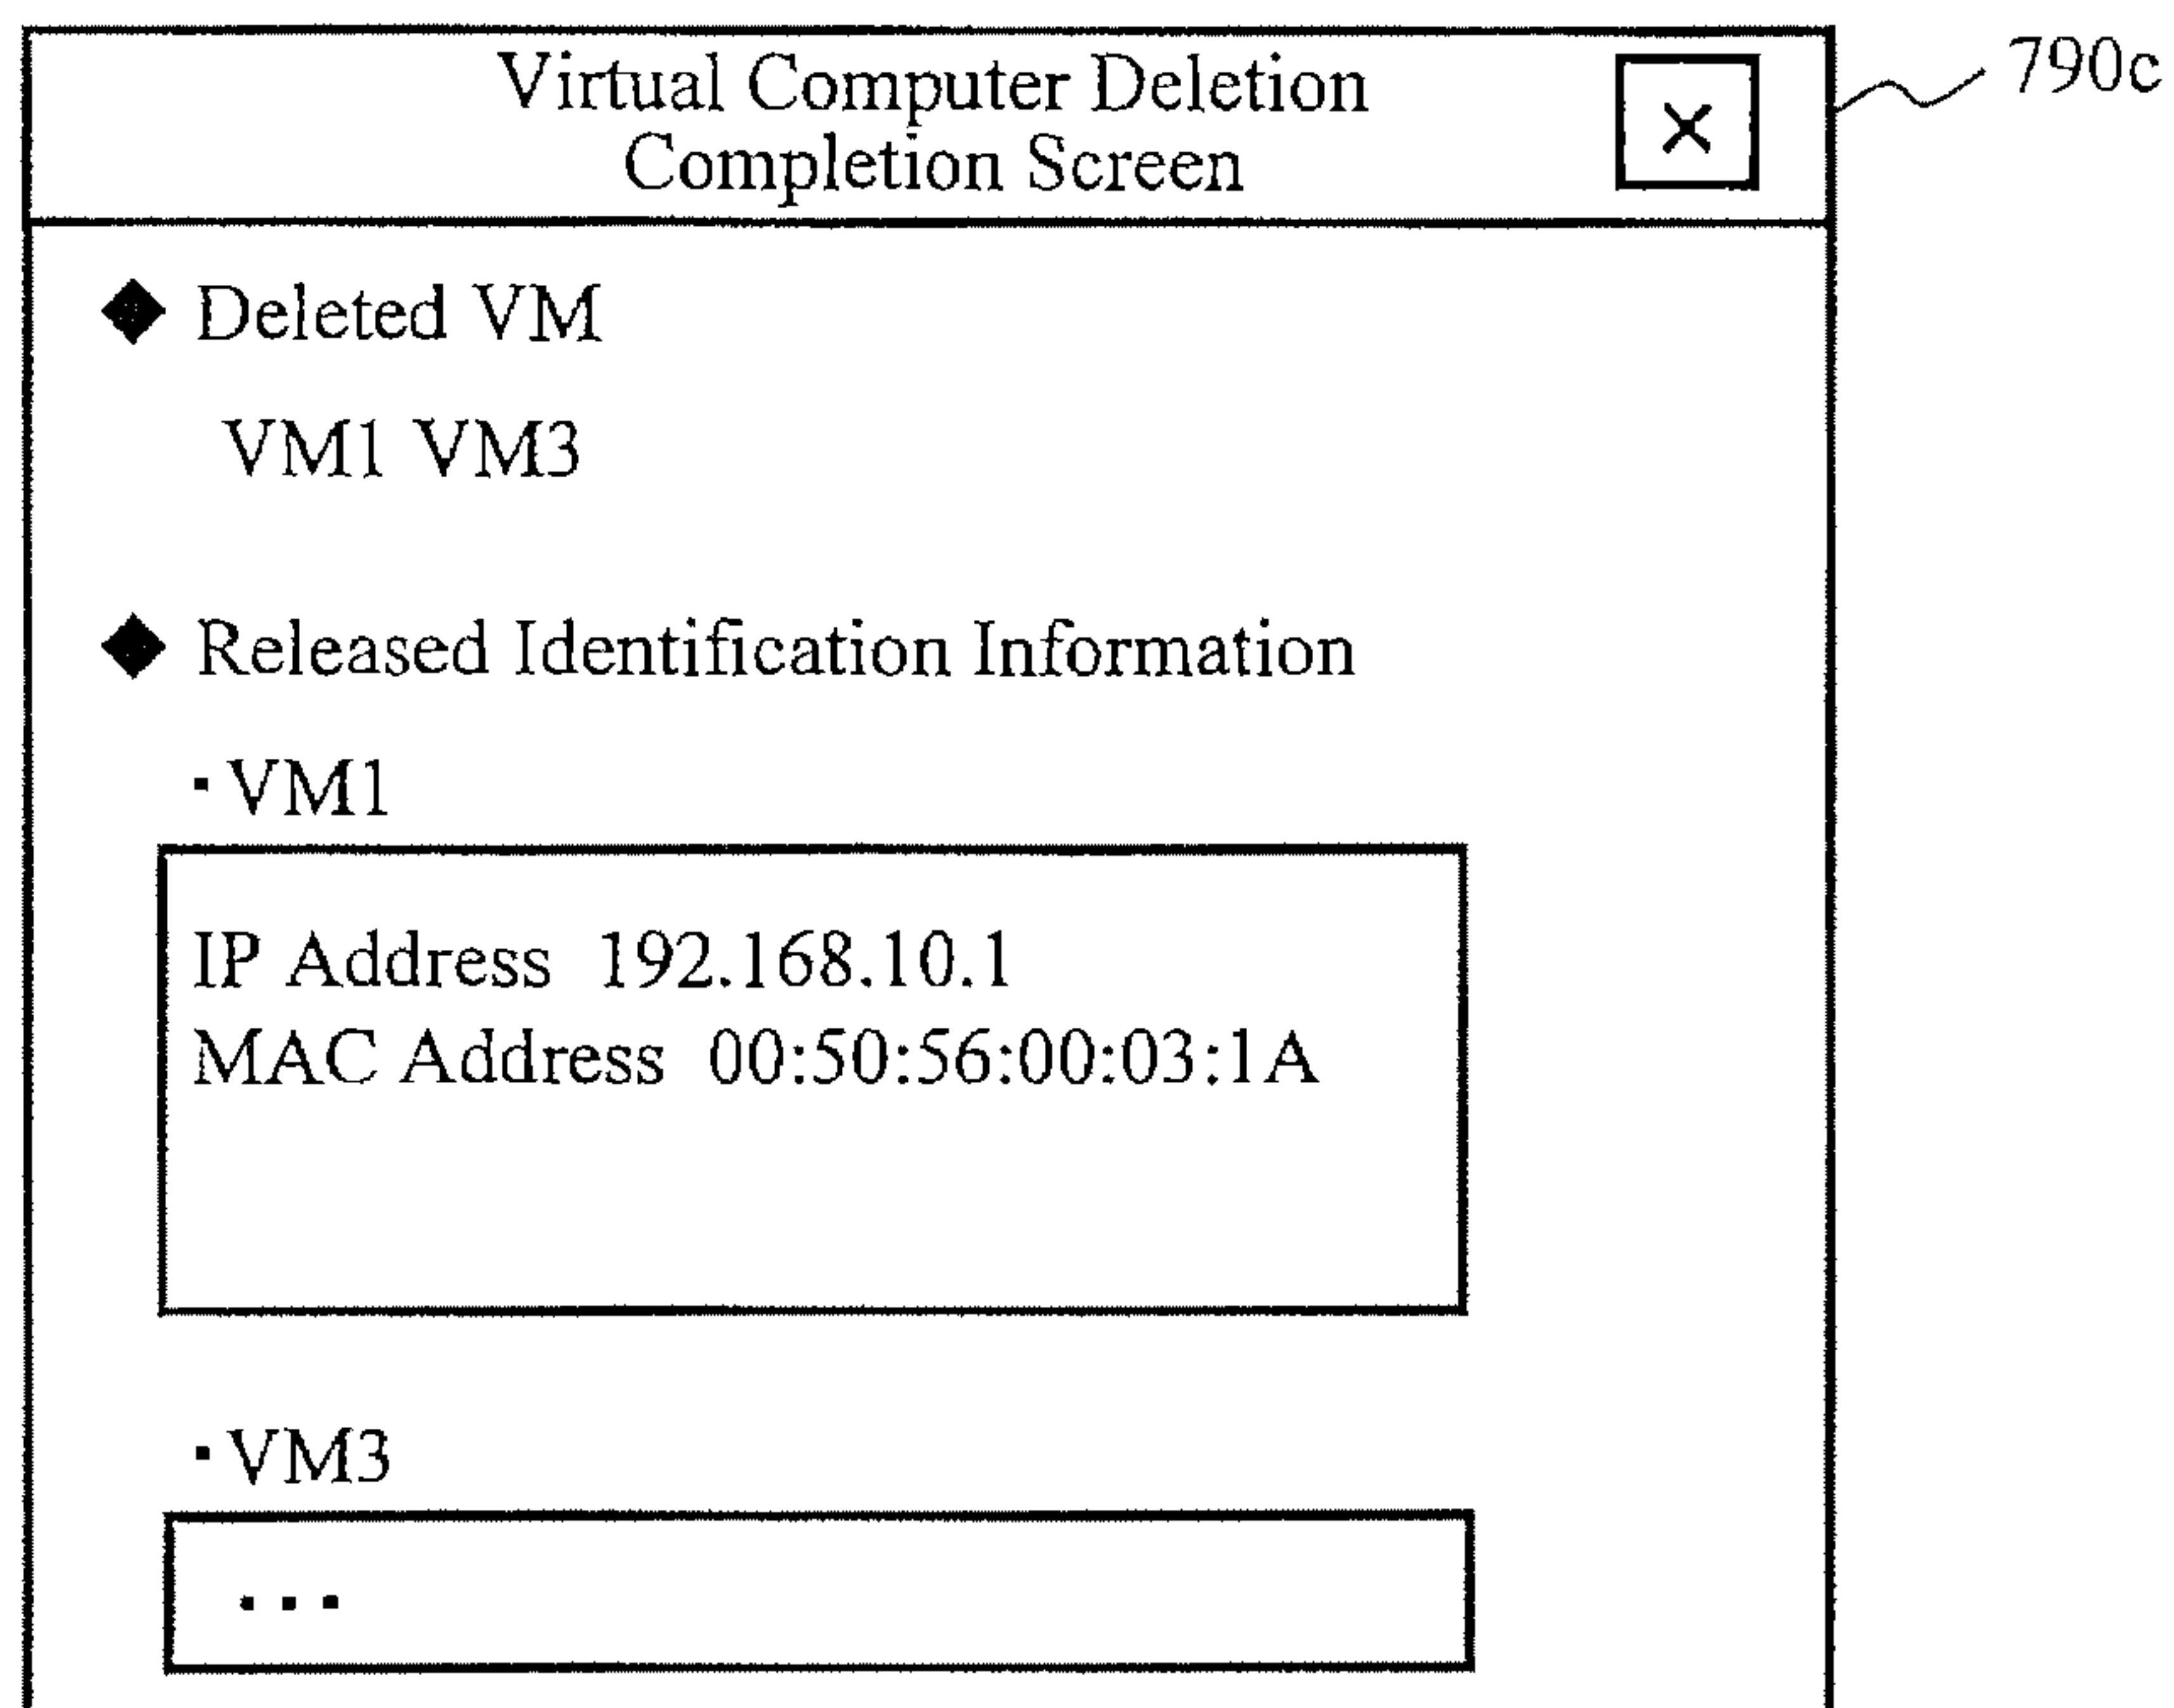 Virtual Computer Deletion
Completion Screen
×
790c
◆ Deleted VM
VM1 VM3
◆ Released Identification Information
・VM1
IP Address 192.168.10.1
MAC Address 00:50:56:00:03:1A
・VM3
・・・